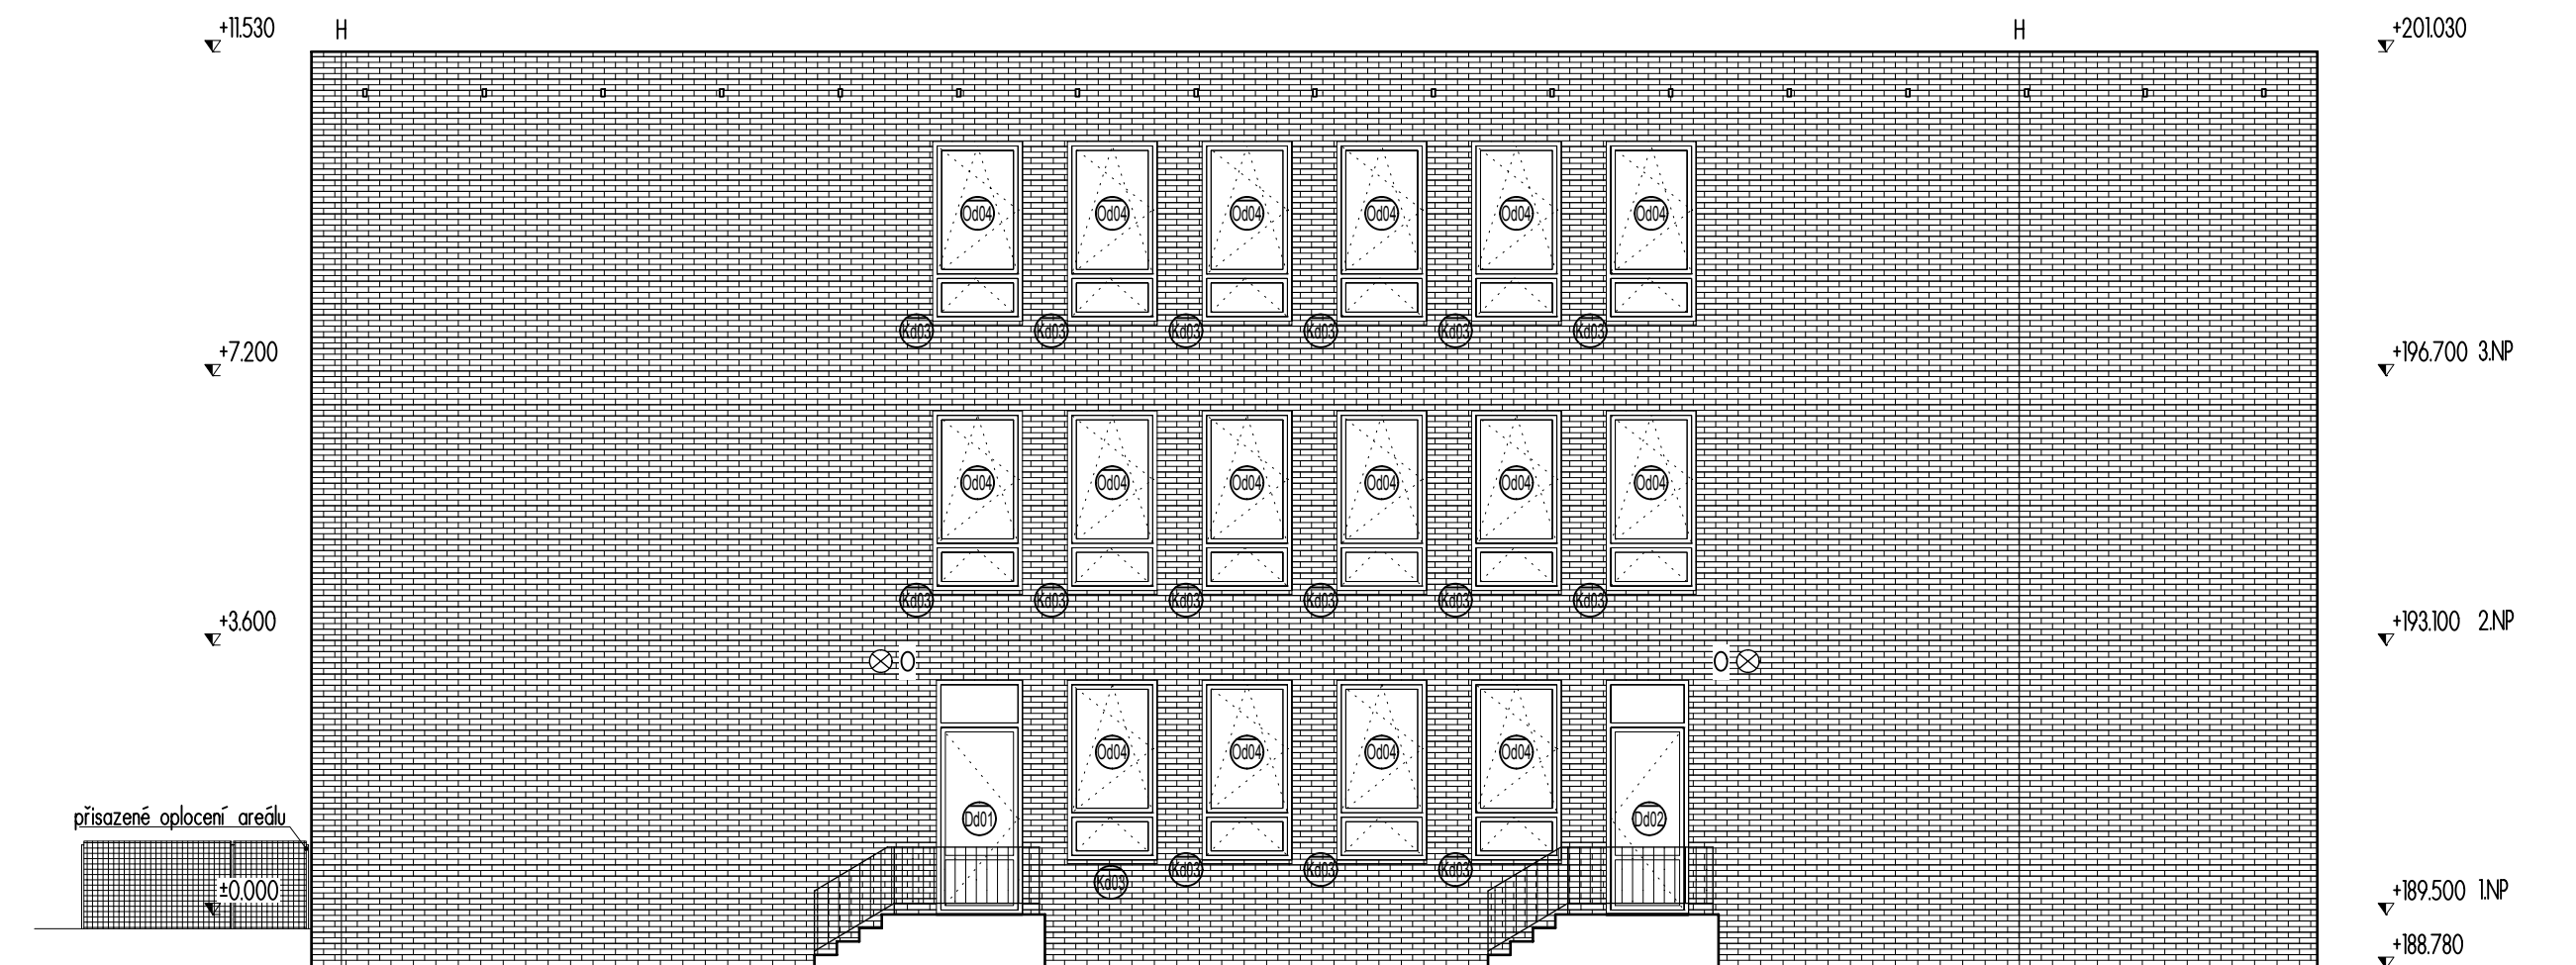 +11.530 H H +201.030
Od04 Od04 Od04 Od04 Od04 Od04
Kd03 Kd03 Kd03 Kd03 Kd03 Kd03
+7.200 +196.700 3.NP
Od04 Od04 Od04 Od04 Od04 Od04
Kd03 Kd03 Kd03 Kd03 Kd03 Kd03
+3.600 +193.100 2.NP
O O
Od04 Od04 Od04 Od04
přisazené oplocení areálu Dd01 Dd02
Kd03 Kd03 Kd03 Kd03
±0.000 +189.500 1.NP
+188.780